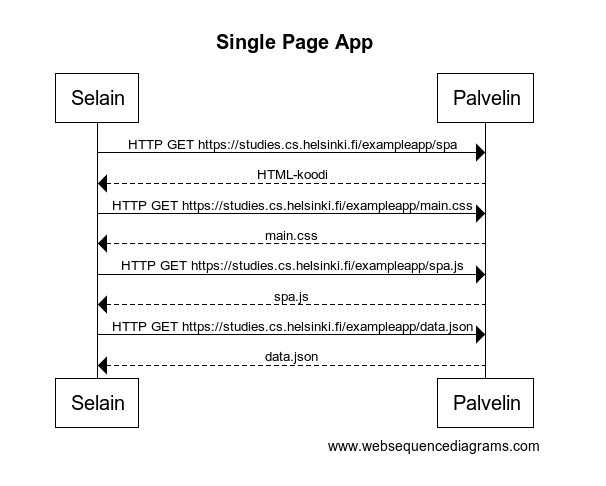 Single Page App
Selain Palvelin
HTTP GET https://studies.cs.helsinki.fi/exampleapp/spa
HTML-koodi
HTTP GET https://studies.cs.helsinki.fi/exampleapp/main.css
main.css
HTTP GET https://studies.cs.helsinki.fi/exampleapp/spa.js
spa.js
HTTP GET https://studies.cs.helsinki.fi/exampleapp/data.json
data.json
Selain Palvelin
www.websequencediagrams.com